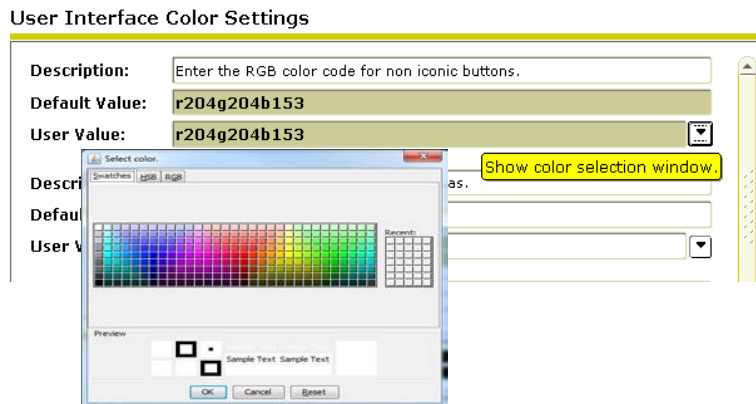 User Interface Color Settings
Description: Enter the RGB color code for non iconic buttons.
Default Value: r204g204b153
User Value: r204g204b153
Show color selection window.
Select color.
Swatches HSB RGB
as.
Recent:
Preview
Sample Text Sample Text
OK Cancel Reset